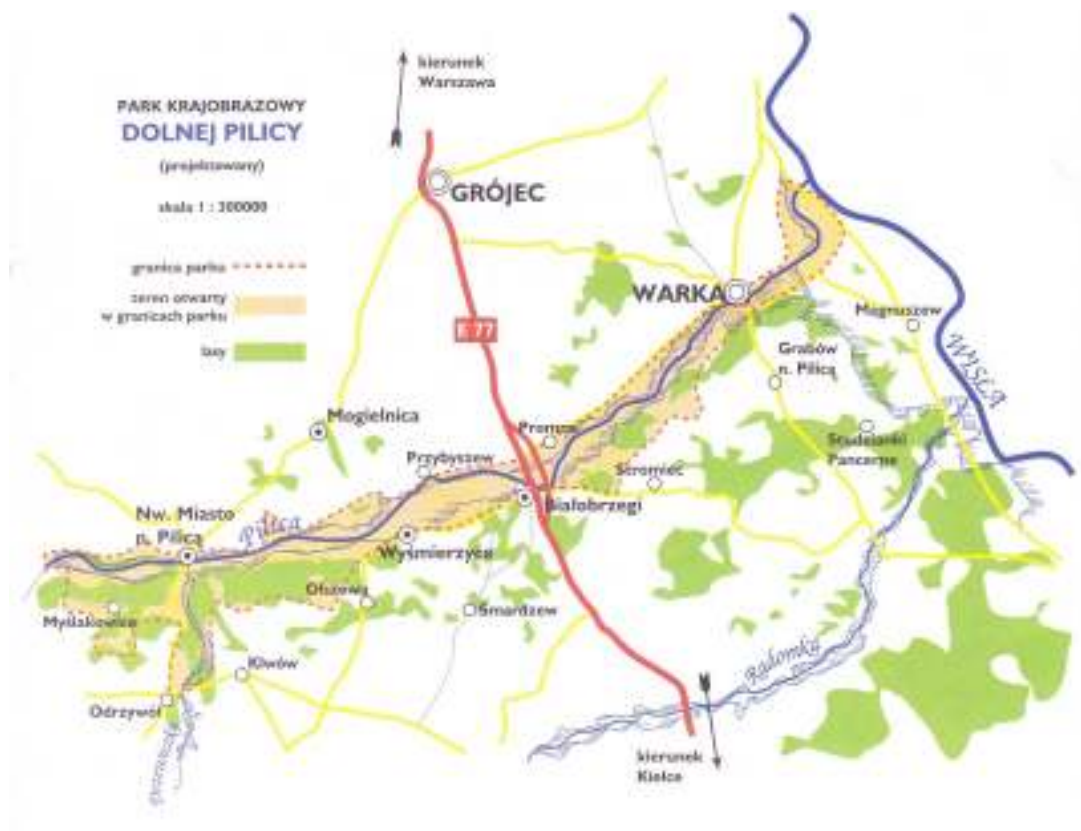 kierunek
Warszawa
PARK KRAJOBRAZOWY
DOLNEJ PILICY
(projektowany)
skala 1 : 300000
GRÓJEC
granica parku
teren otwarty
w granicach parku
lasy
WARKA
Magnuszew
E 77
WISŁA
Grabów
n. Pilicą
Mogielnica
Promna
Studzianki
Pancerne
Przybyszew
Stromiec
Białobrzegi
Nw. Miasto
n. Pilicą
Pilica
Wyśmierzyce
Olszowa
Smardzew
Myślakowice
Klwów
Radomka
Odrzywół
kierunek
Kielce